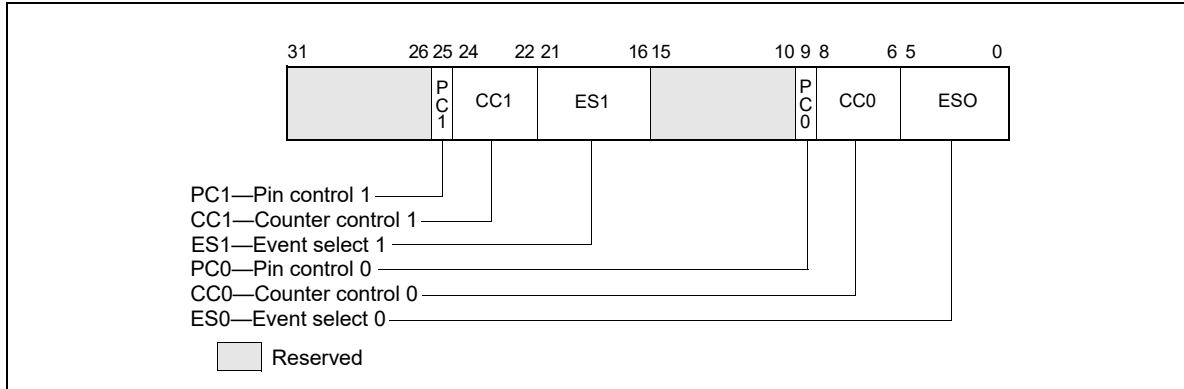 31 26 25 24 22 21 16 15 10 9 8 6 5 0
P
C
1
CC1
ES1
P
C
0
CC0
ESO
PC1—Pin control 1
CC1—Counter control 1
ES1—Event select 1
PC0—Pin control 0
CC0—Counter control 0
ES0—Event select 0
Reserved